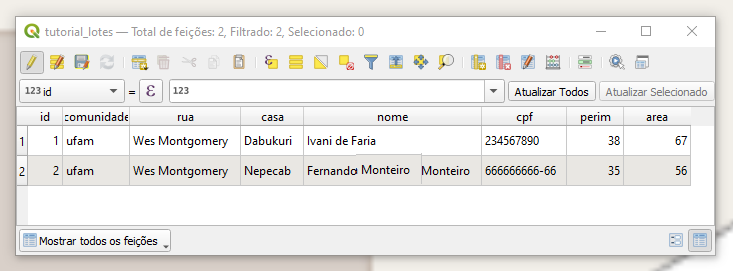 tutorial_lotes — Total de feições: 2, Filtrado: 2, Selecionado: 0
123 id = ε 123 Atualizar Todos Atualizar Selecionado
id comunidade rua casa nome cpf perim area
1 1 ufam Wes Montgomery Dabukuri Ivani de Faria 234567890 38 67
2 2 ufam Wes Montgomery Nepecab Fernando Monteiro Monteiro 666666666-66 35 56
Mostrar todos os feições